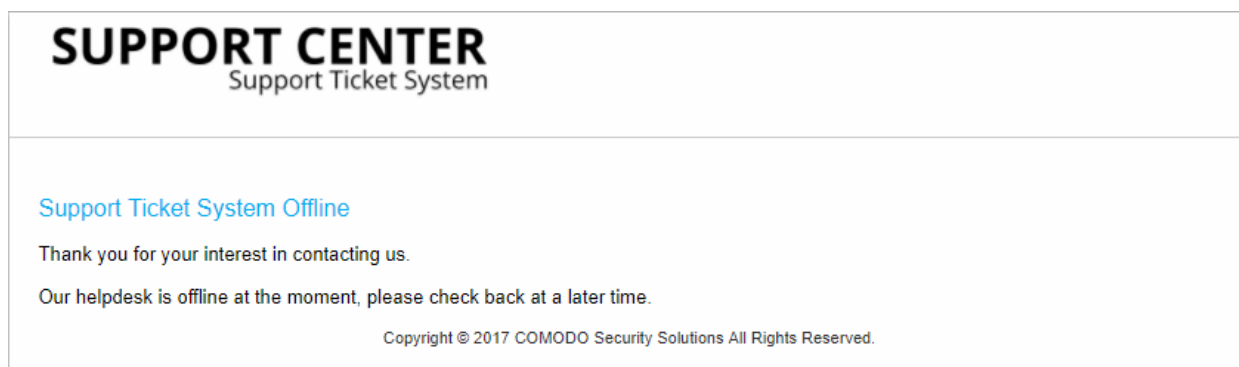 SUPPORT CENTER
Support Ticket System
Support Ticket System Offline
Thank you for your interest in contacting us.
Our helpdesk is offline at the moment, please check back at a later time.
Copyright © 2017 COMODO Security Solutions All Rights Reserved.